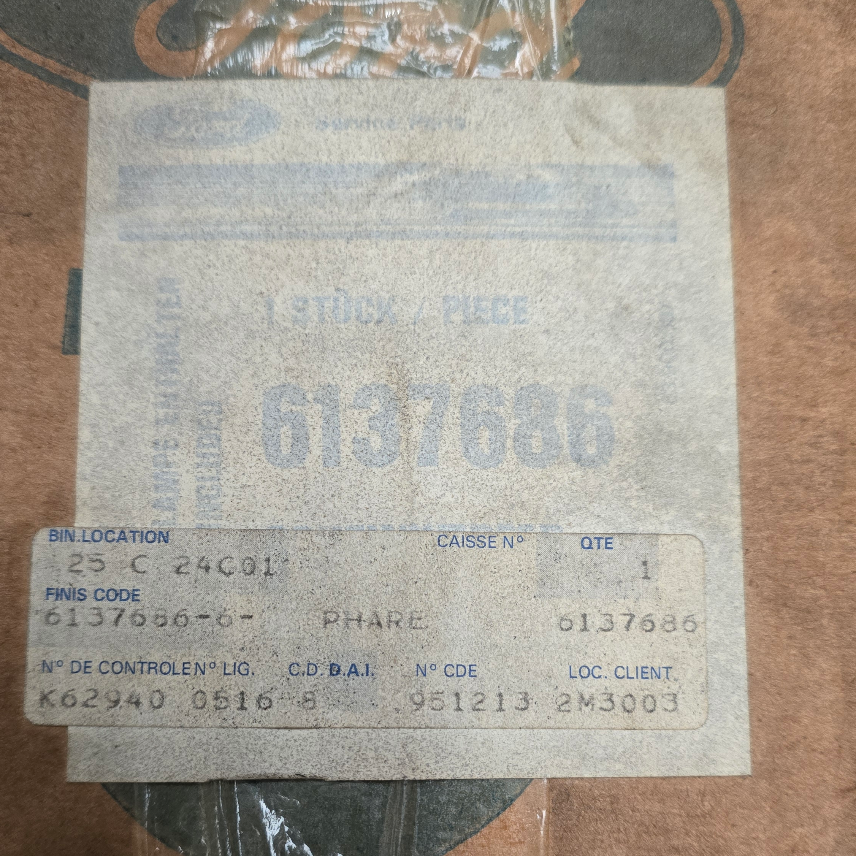 Ford
1 STÜCK / PIECE
6137686
BIN.LOCATION CAISSE N° QTE
25 C 24C01 1
FINIS CODE
6137686-6- PHARE 6137686
N° DE CONTROLE N° LIG. C.D. D.A.I. N° CDE LOC. CLIENT
K62940 0516 8 951213 2M3003